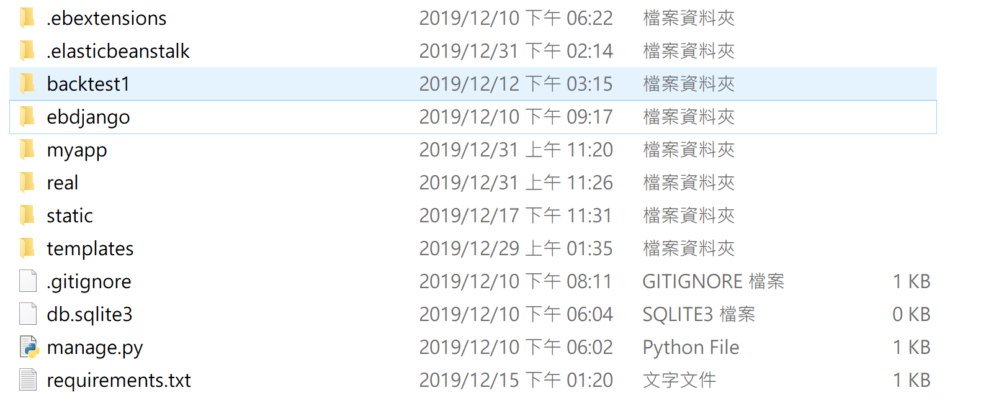 .ebextensions 2019/12/10 下午 06:22 檔案資料夾
.elasticbeanstalk 2019/12/31 下午 02:14 檔案資料夾
backtest1 2019/12/12 下午 03:15 檔案資料夾
ebdjango 2019/12/10 下午 09:17 檔案資料夾
myapp 2019/12/31 上午 11:20 檔案資料夾
real 2019/12/31 上午 11:26 檔案資料夾
static 2019/12/17 下午 11:31 檔案資料夾
templates 2019/12/29 上午 01:35 檔案資料夾
.gitignore 2019/12/10 下午 08:11 GITIGNORE 檔案 1 KB
db.sqlite3 2019/12/10 下午 06:04 SQLITE3 檔案 0 KB
manage.py 2019/12/10 下午 06:02 Python File 1 KB
requirements.txt 2019/12/15 下午 01:20 文字文件 1 KB